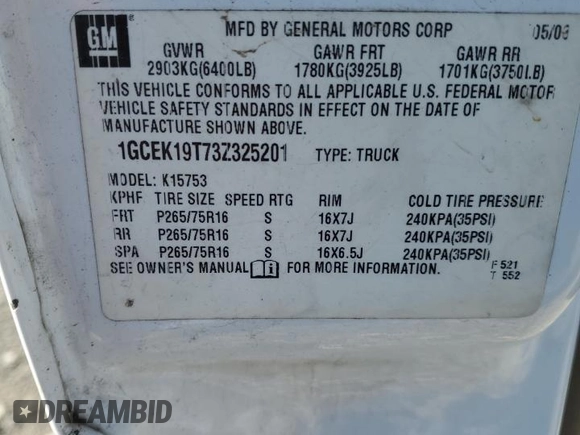 GM
MFD BY GENERAL MOTORS CORP 05/03
GVWR GAWR FRT GAWR RR
2903KG(6400LB) 1780KG(3925LB) 1701KG(3750LB)
THIS VEHICLE CONFORMS TO ALL APPLICABLE U.S. FEDERAL MOTOR
VEHICLE SAFETY STANDARDS IN EFFECT ON THE DATE OF
MANUFACTURE SHOWN ABOVE.
1GCEK19T73Z325201 TYPE: TRUCK
MODEL: K15753
KPHF TIRE SIZE SPEED RTG RIM COLD TIRE PRESSURE
FRT P265/75R16 S 16X7J 240KPA(35PSI)
RR P265/75R16 S 16X7J 240KPA(35PSI)
SPA P265/75R16 S 16X6.5J 240KPA(35PSI)
SEE OWNER'S MANUAL FOR MORE INFORMATION.
F 521
T 552
DREAMBID